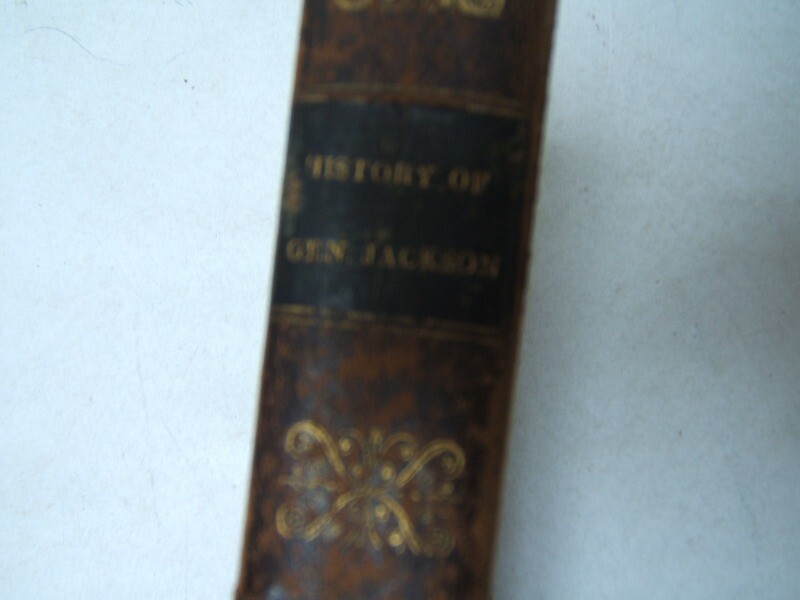 HISTORY OF
GEN. JACKSON